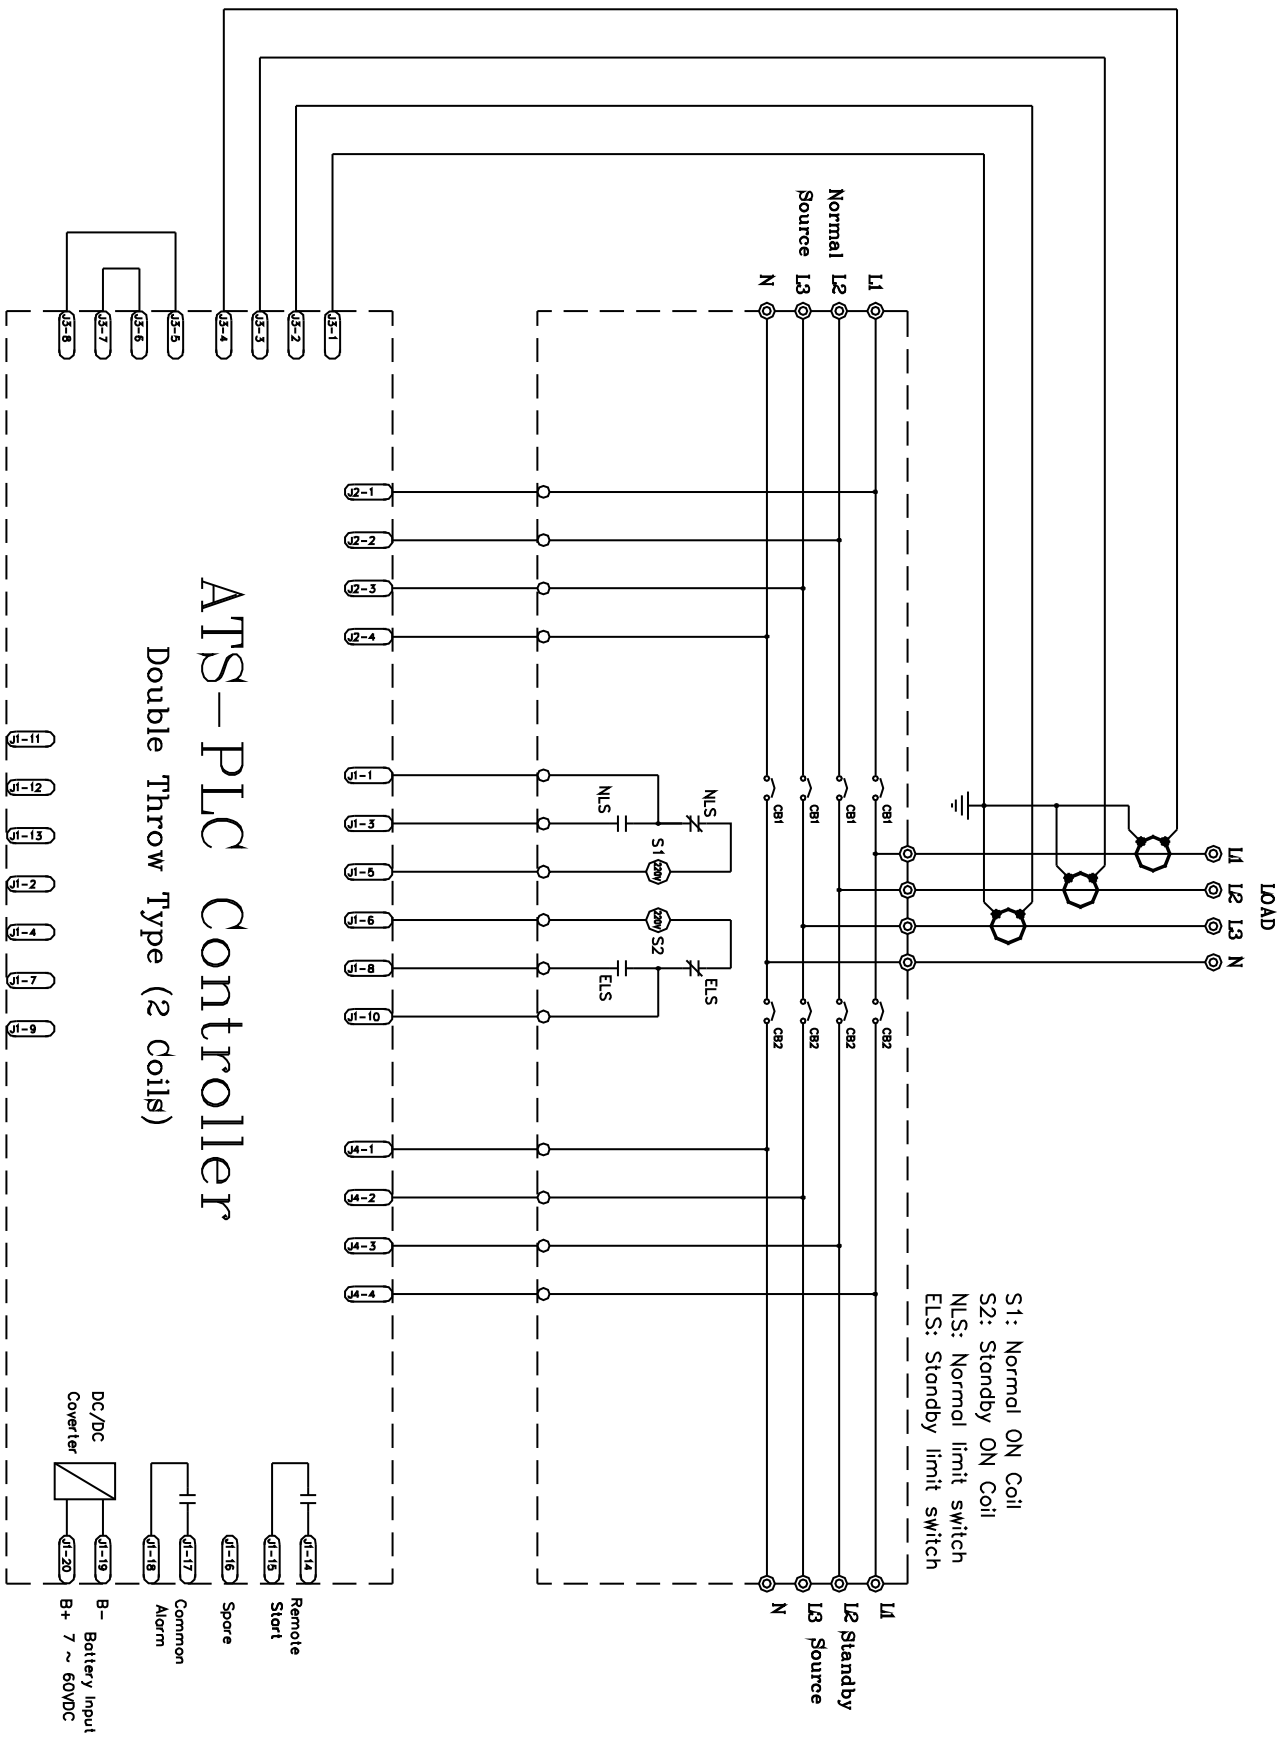 LOAD
L1
L2
L3
N
S1: Normal ON Coil
S2: Standby ON Coil
NLS: Normal limit switch
ELS: Standby limit switch
Normal
Source
L1
L2
L3
N
CB1
CB1
CB1
CB1
CB2
CB2
CB2
CB2
L1
L2
L3
N
Standby
Source
NLS
NLS
S1
220V
220V
S2
ELS
ELS
J3-1
J3-2
J3-3
J3-4
J3-5
J3-6
J3-7
J3-8
J2-1
J2-2
J2-3
J2-4
J1-1
J1-3
J1-5
J1-6
J1-8
J1-10
J4-1
J4-2
J4-3
J4-4
ATS-PLC Controller
Double Throw Type (2 Coils)
J1-11
J1-12
J1-13
J1-2
J1-4
J1-7
J1-9
J1-14
J1-15
J1-16
J1-17
J1-18
J1-19
J1-20
Remote
Start
Spare
Common
Alarm
DC/DC
Coverter
B- Battery Input
B+ 7 ~ 60VDC